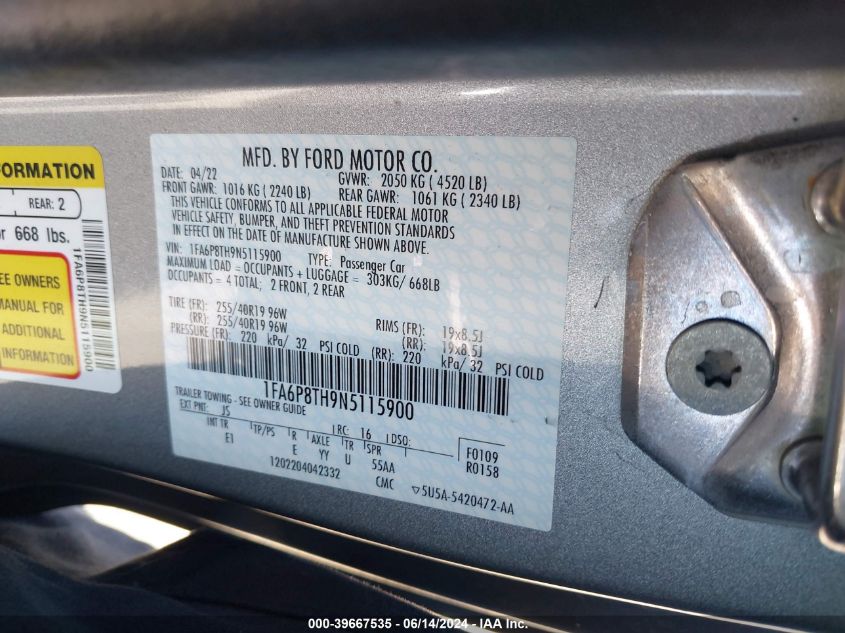 FORMATION
REAR: 2
or 668 lbs.
SEE OWNERS
MANUAL FOR
ADDITIONAL
INFORMATION
1FA6P8TH9N5115900
MFD. BY FORD MOTOR CO.
DATE: 04/22 GVWR: 2050 KG ( 4520 LB)
FRONT GAWR: 1016 KG ( 2240 LB) REAR GAWR: 1061 KG ( 2340 LB)
THIS VEHICLE CONFORMS TO ALL APPLICABLE FEDERAL MOTOR
VEHICLE SAFETY, BUMPER, AND THEFT PREVENTION STANDARDS
IN EFFECT ON THE DATE OF MANUFACTURE SHOWN ABOVE.
VIN: 1FA6P8TH9N5115900 TYPE: Passenger Car
MAXIMUM LOAD = OCCUPANTS + LUGGAGE = 303KG/ 668LB
OCCUPANTS = 4 TOTAL; 2 FRONT, 2 REAR
TIRE (FR): 255/40R19 96W RIMS (FR): 19x8.5J
(RR): 255/40R19 96W (RR): 19x8.5J
PRESSURE (FR): 220 kPa/ 32 PSI COLD (RR): 220 kPa/ 32 PSI COLD
1FA6P8TH9N5115900
TRAILER TOWING - SEE OWNER GUIDE
EXT PNT: JS RC: 16 DSO:
INT TR TP/PS R AXLE TR SPR F0109
EI E YY U 55AA R0158
1202204042332 CMC ▽5U5A-5420472-AA
000-39667535 - 06/14/2024 - IAA Inc.